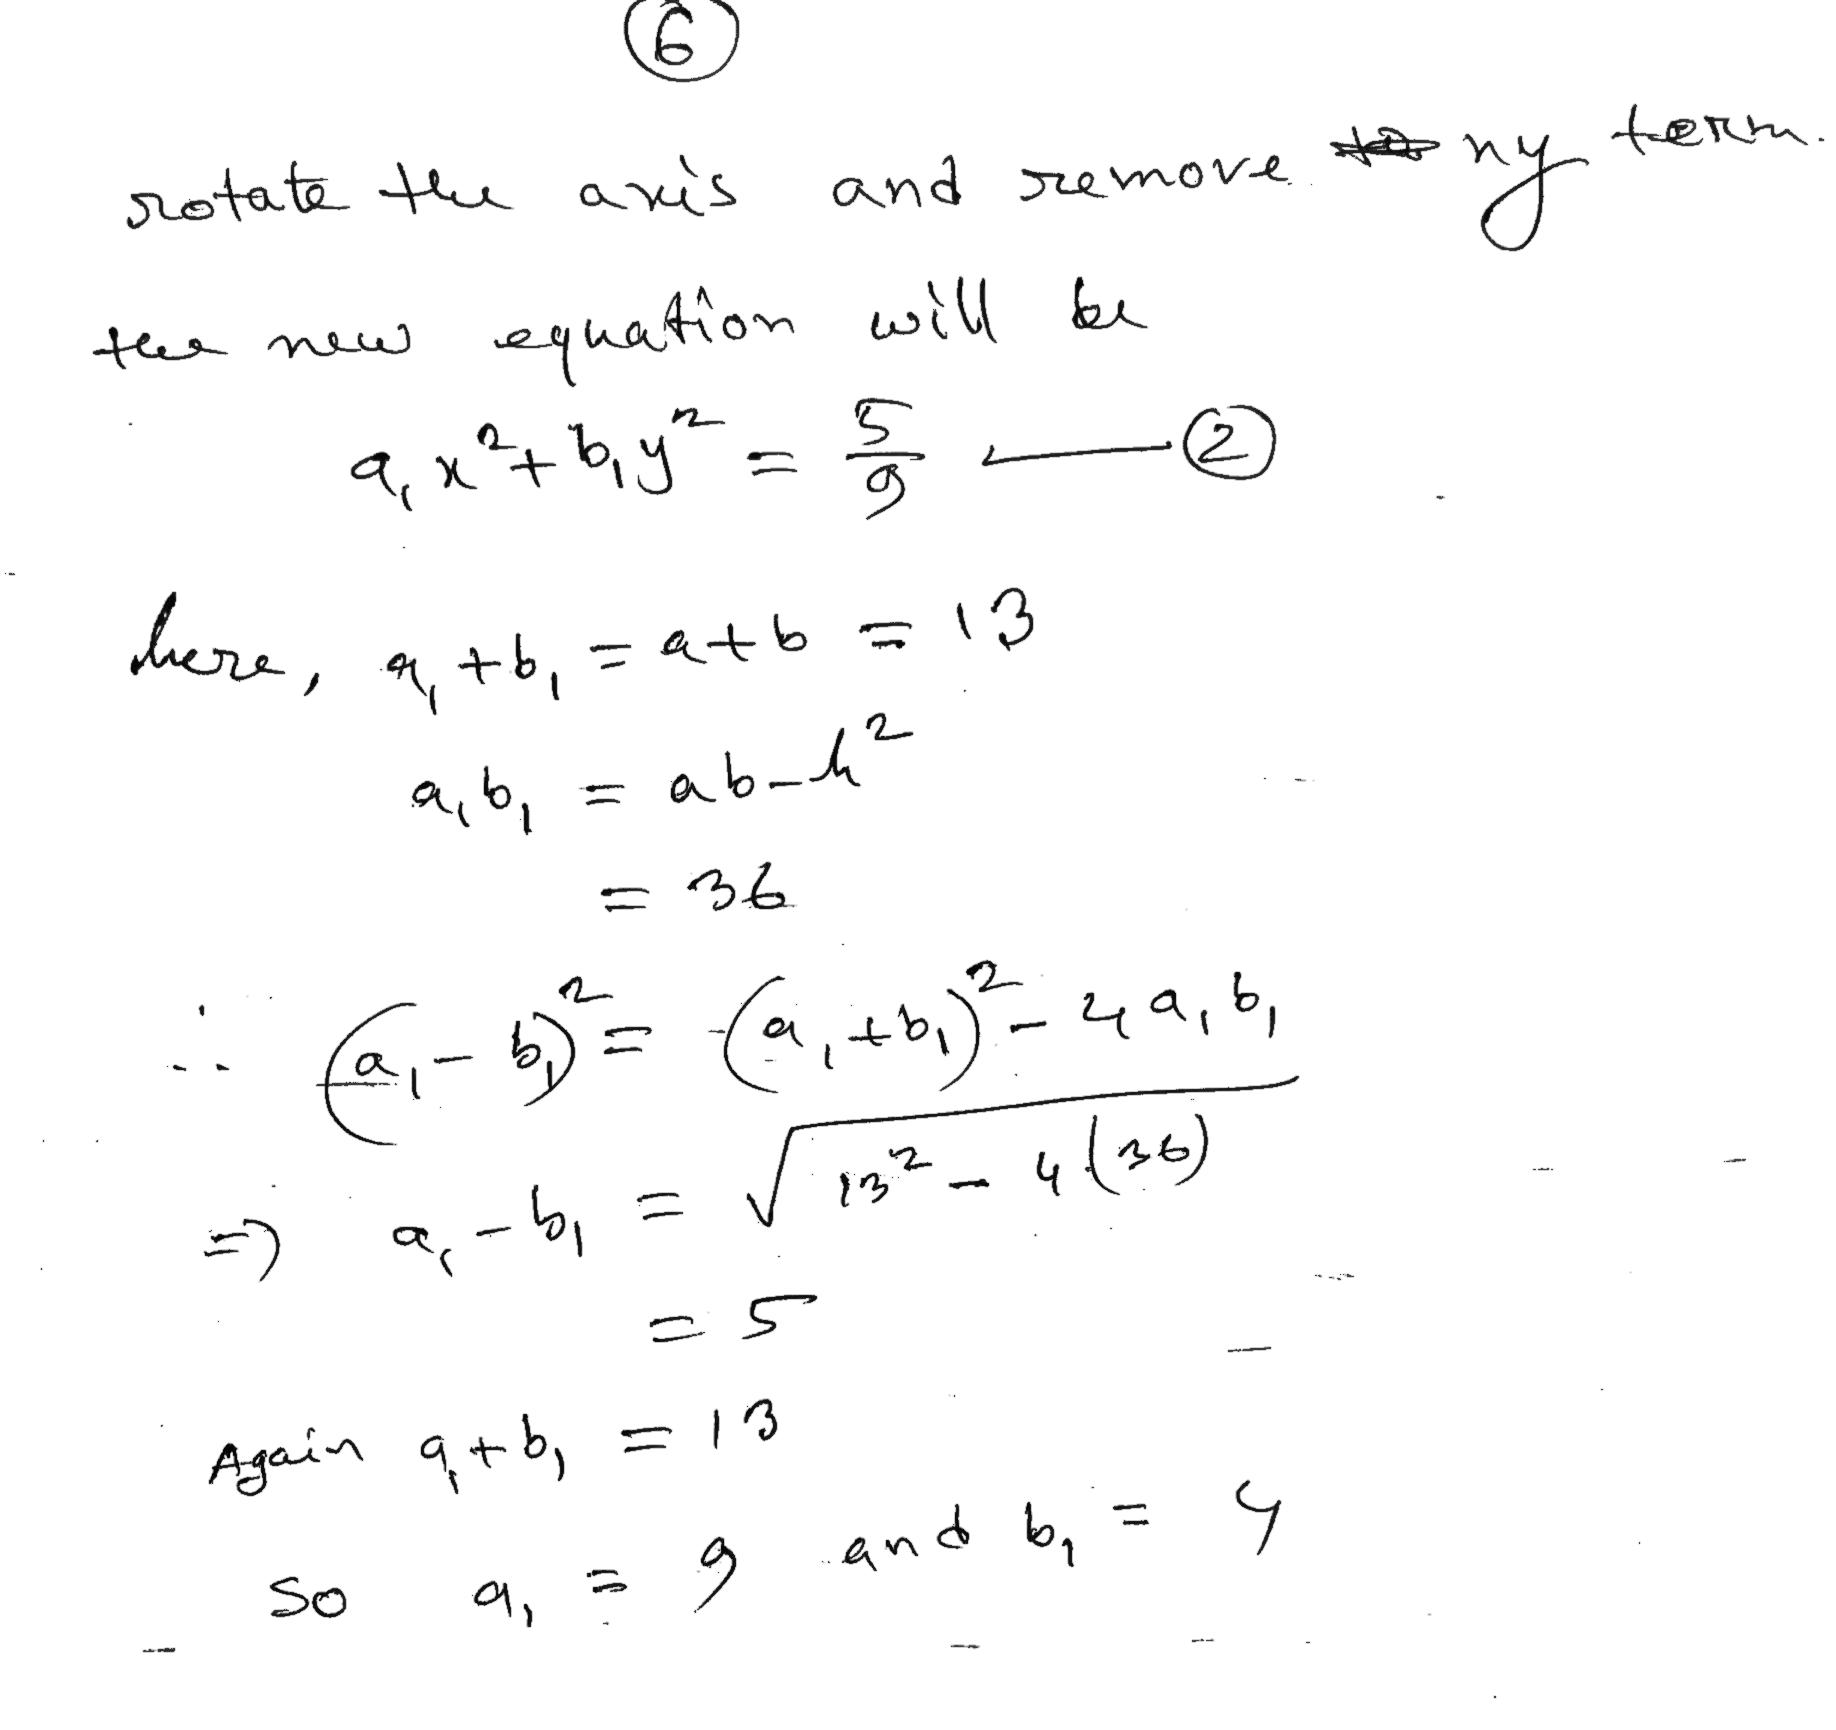 6
rotate the axis and remove xy term.
the new equation will be
a₁x² + b₁y² = 5/9 —— 2
here, a₁ + b₁ = a + b = 13
a₁b₁ = ab - h²
= 36
∴ (a₁ - b₁)² = (a₁ + b₁)² - 4a₁b₁
⇒ a₁ - b₁ = √(13² - 4(36))
= 5
Again a₁ + b₁ = 13
So a₁ = 9 and b₁ = 4